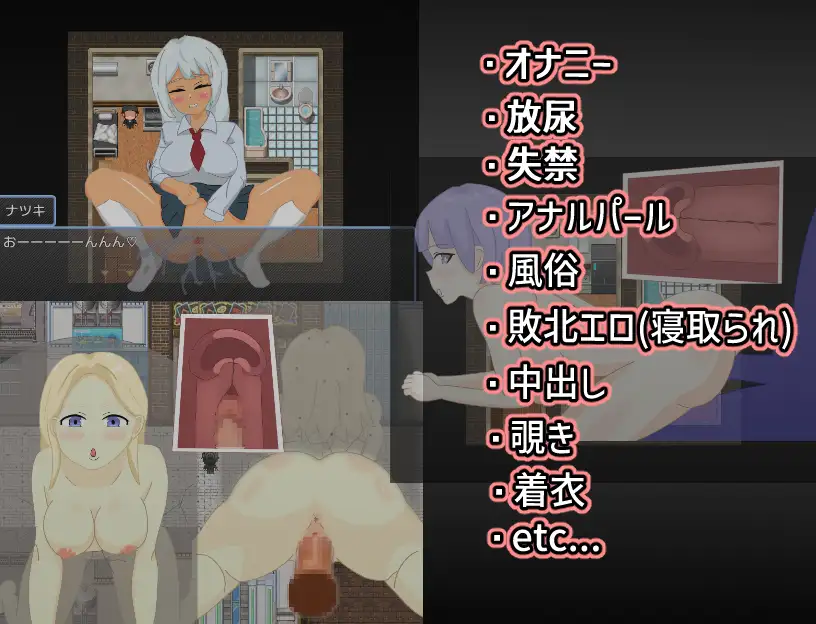 ナツキ
おーーーーーんんん♡
・オナニー
・放尿
・失禁
・アナルパール
・風俗
・敗北エロ(寝取られ)
・中出し
・覗き
・着衣
・etc...